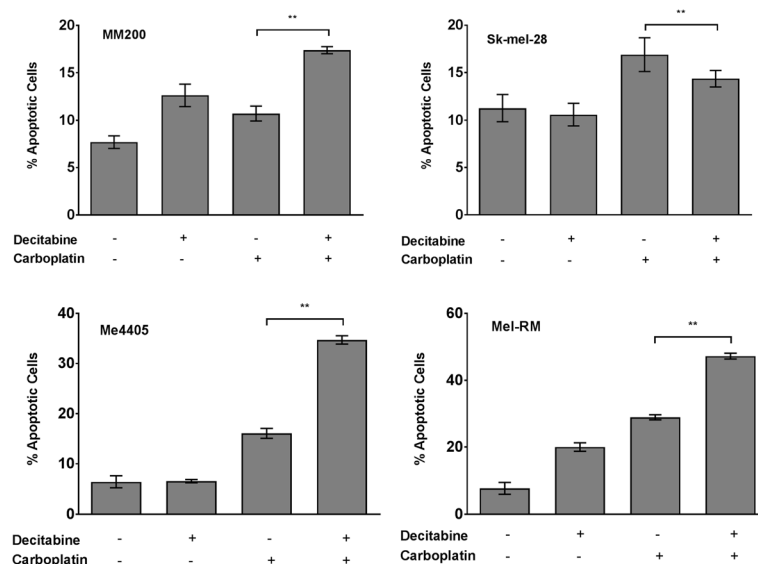 MM200
**
% Apoptotic Cells
20
15
10
5
0
Decitabine - + - +
Carboplatin - - + +
Sk-mel-28
**
% Apoptotic Cells
20
15
10
5
0
Decitabine - + - +
Carboplatin - - + +
Me4405
**
% Apoptotic Cells
40
30
20
10
0
Decitabine - + - +
Carboplatin - - + +
Mel-RM
**
% Apoptotic Cells
60
40
20
0
Decitabine - + - +
Carboplatin - - + +